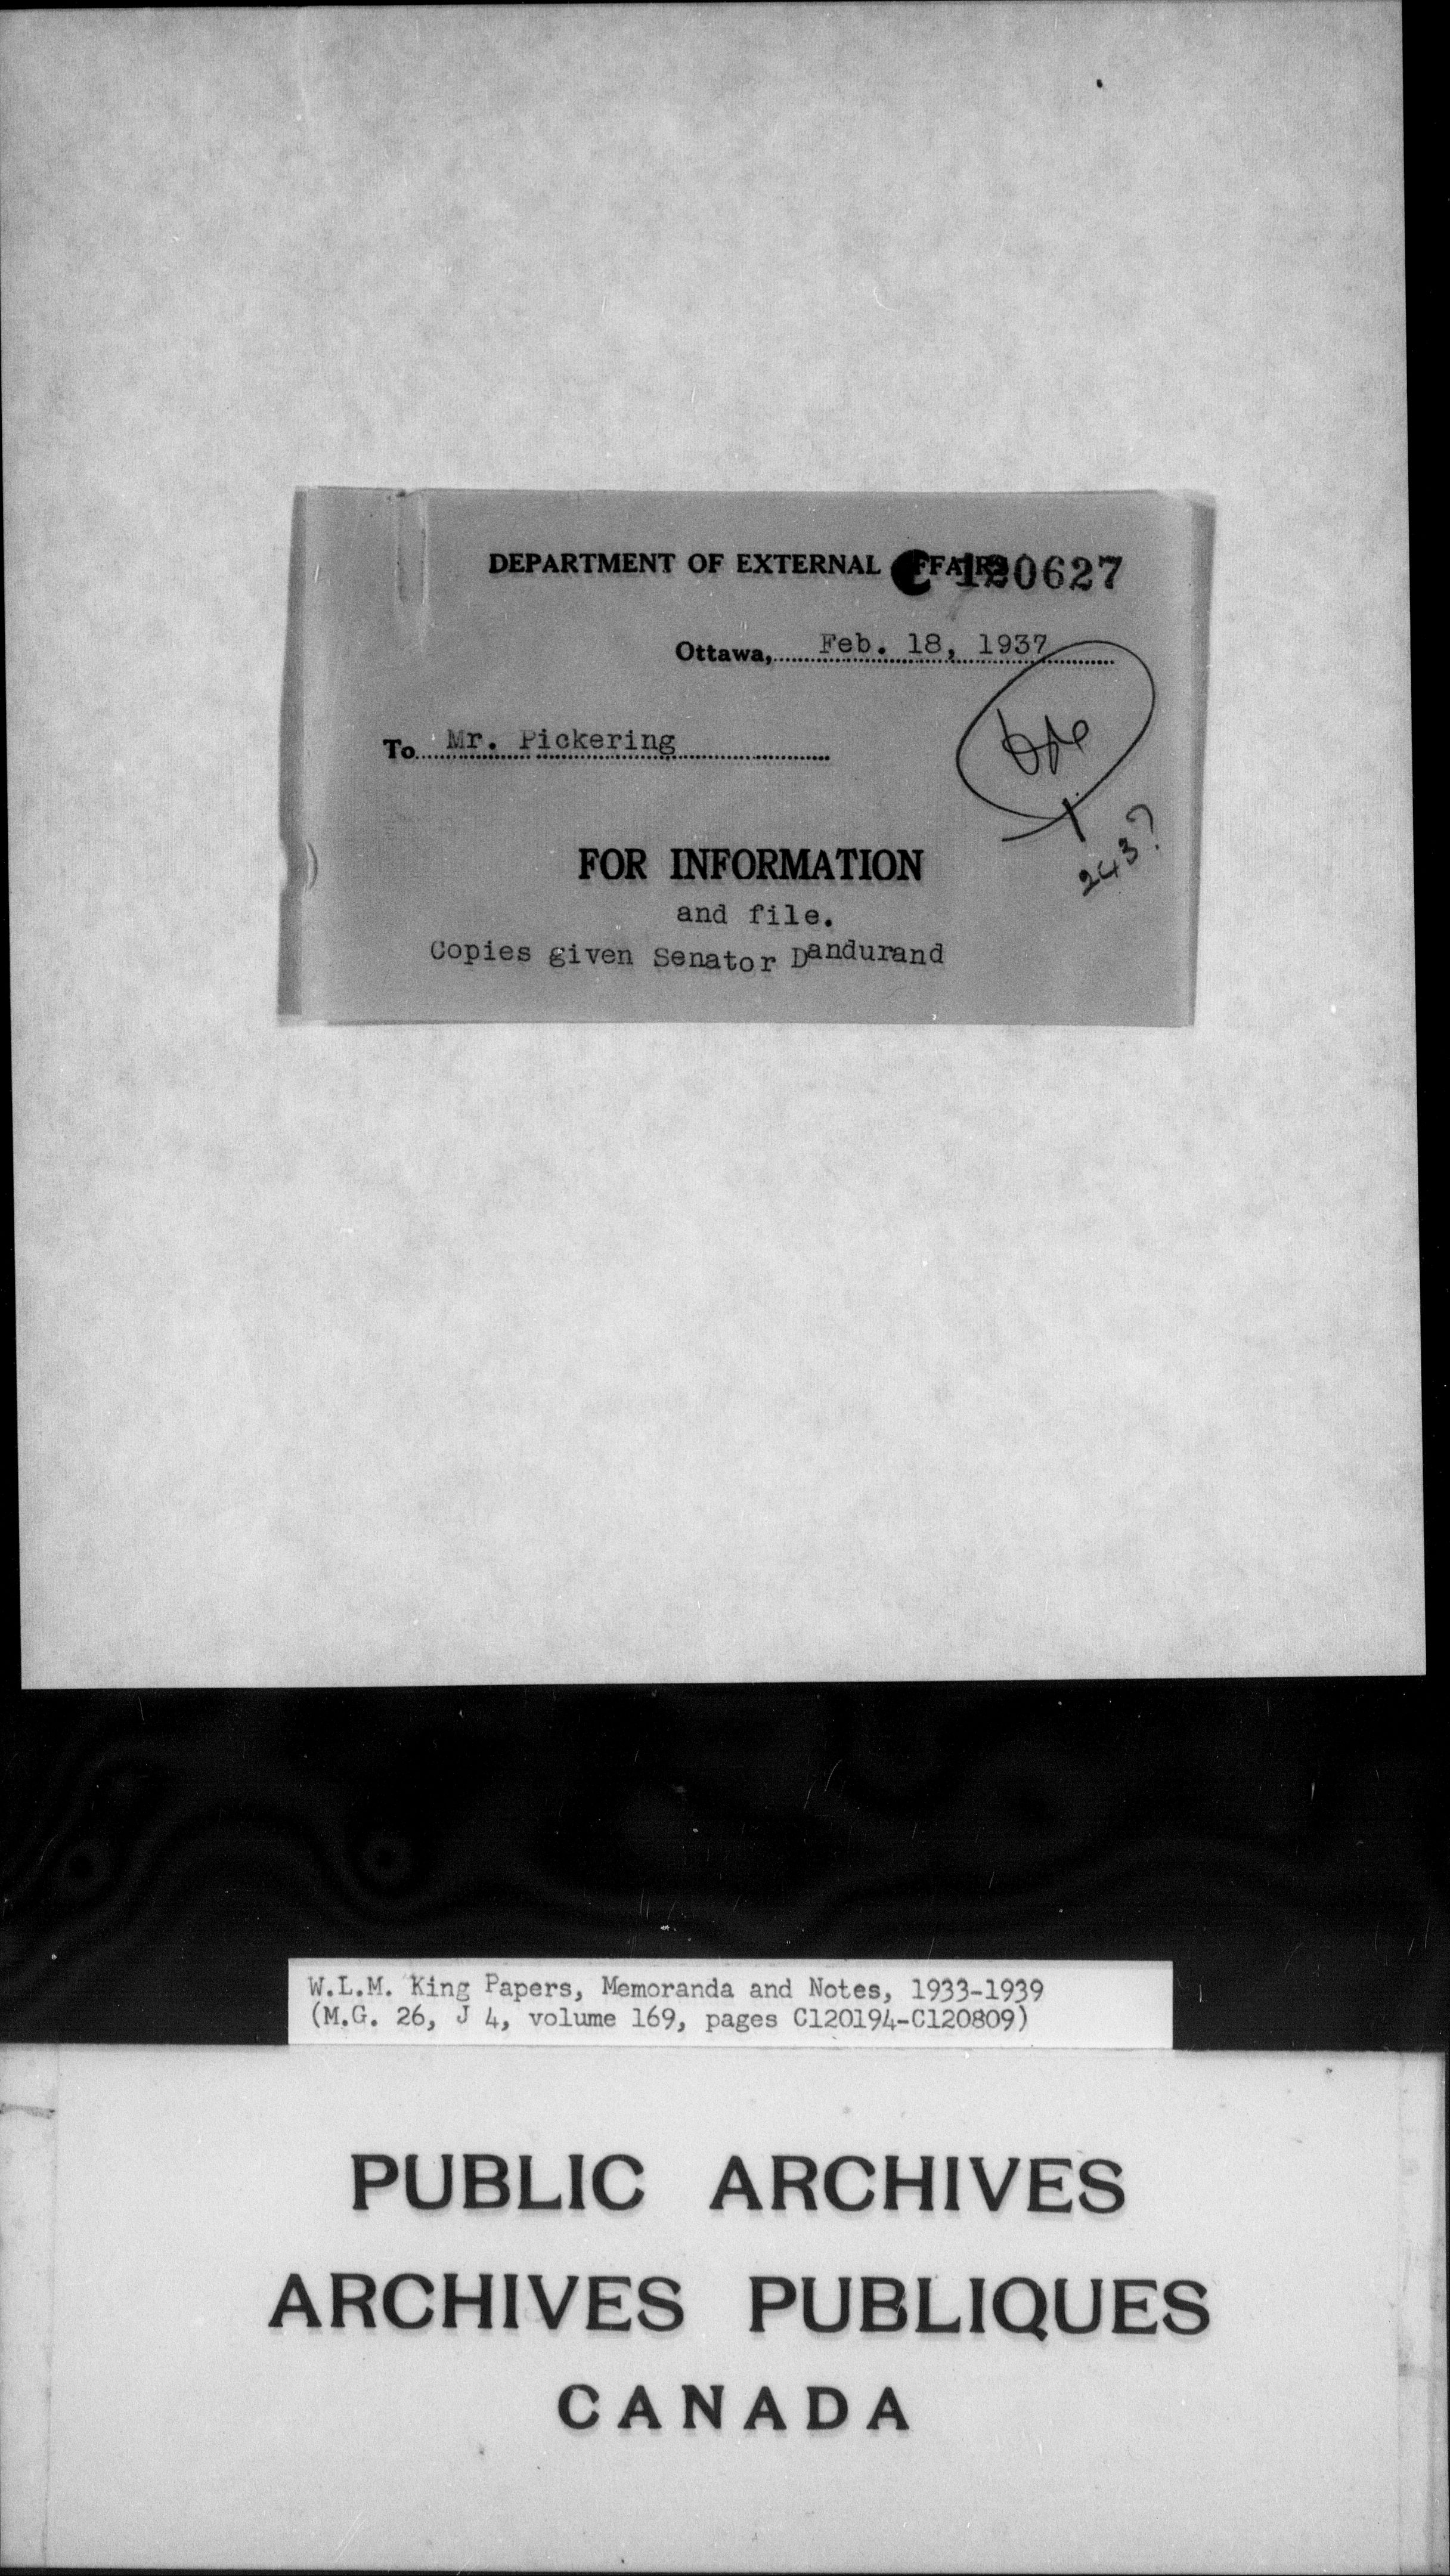 DEPARTMENT OF EXTERNAL AFFAIRS
C 120627
Ottawa, Feb. 18, 1937
To Mr. Pickering
243?
FOR INFORMATION
and file.
Copies given Senator Dandurand
W.L.M. King Papers, Memoranda and Notes, 1933-1939
(M.G. 26, J 4, volume 169, pages C120194-C120809)
PUBLIC ARCHIVES
ARCHIVES PUBLIQUES
CANADA